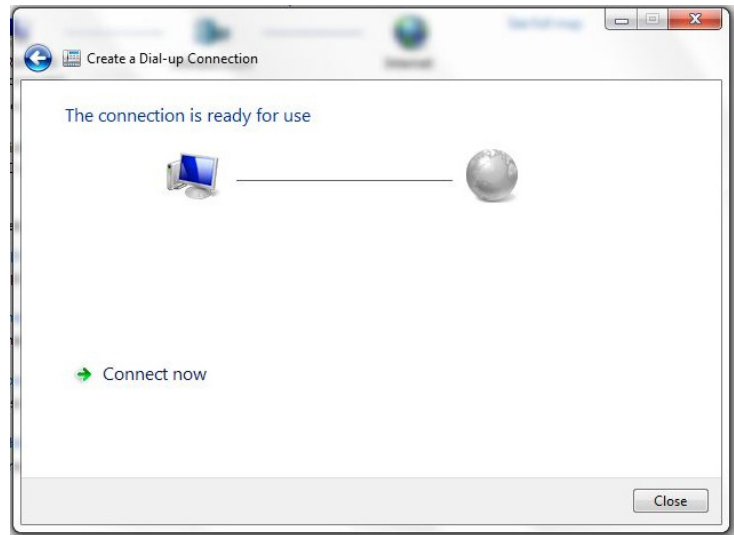 Create a Dial-up Connection
The connection is ready for use
Connect now
Close